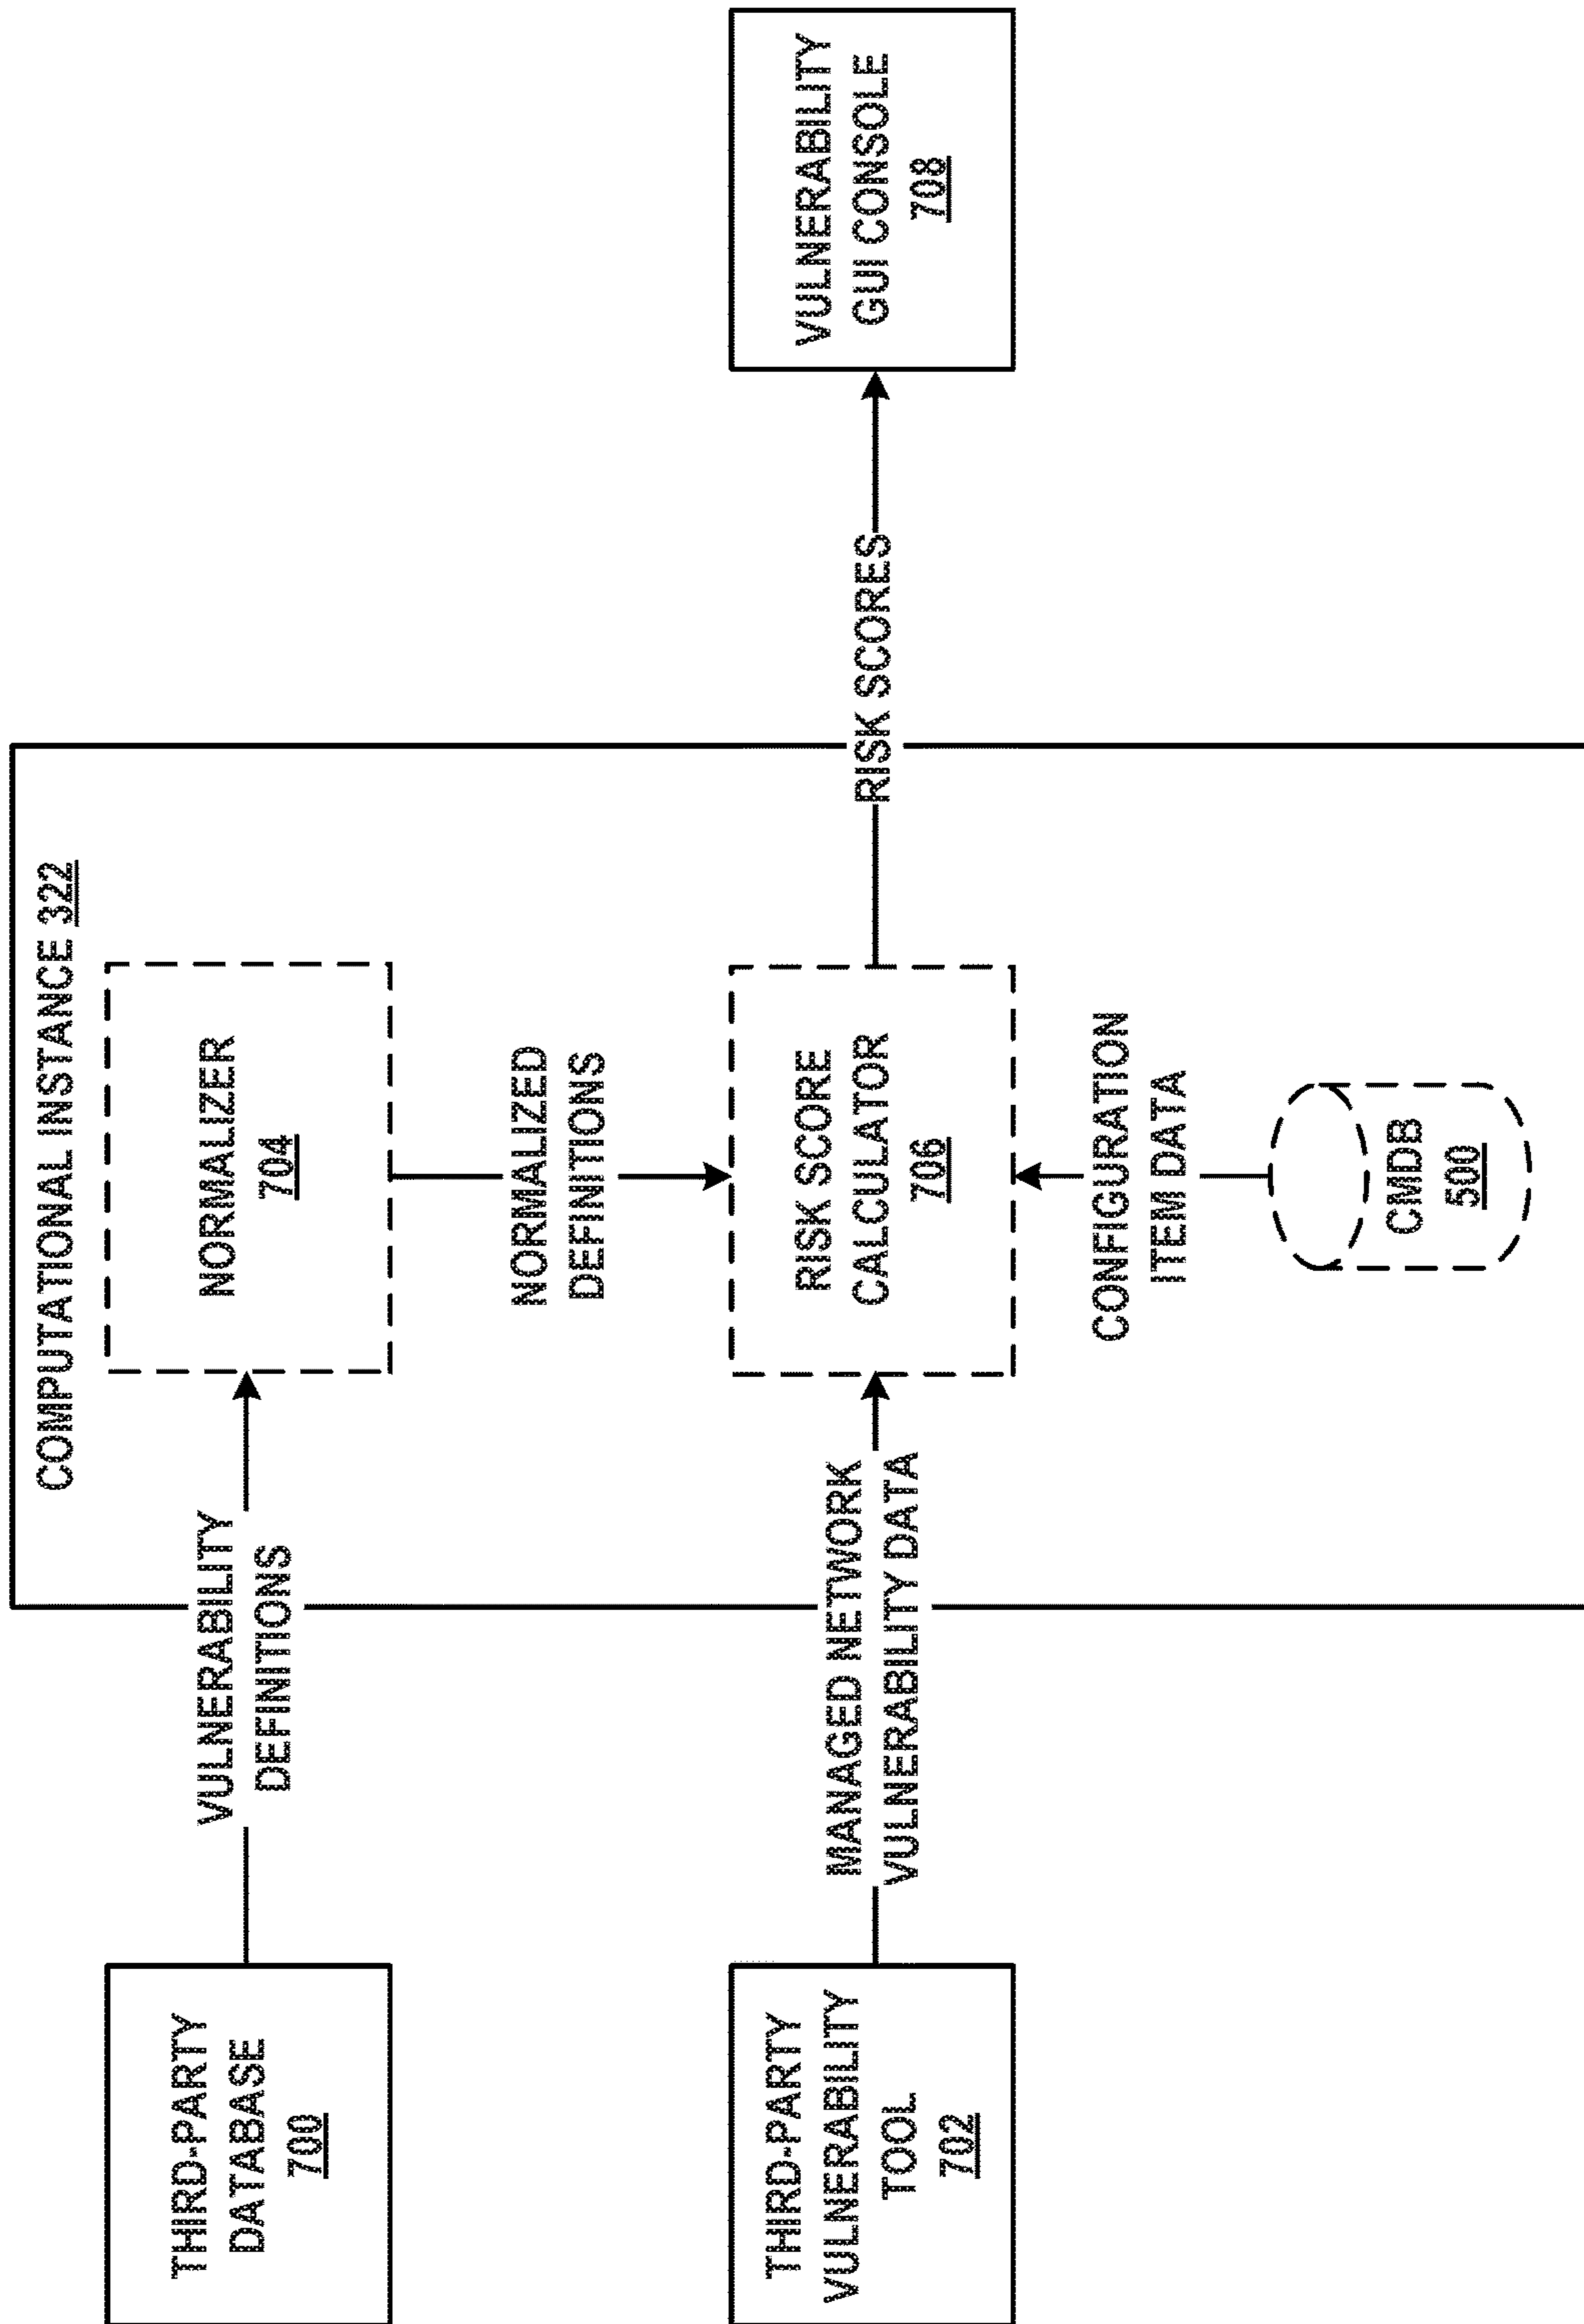 COMPUTATIONAL INSTANCE 322
THIRD-PARTY
DATABASE
700
VULNERABILITY
DEFINITIONS
NORMALIZER
704
NORMALIZED
DEFINITIONS
THIRD-PARTY
VULNERABILITY
TOOL
702
MANAGED NETWORK
VULNERABILITY DATA
RISK SCORE
CALCULATOR
706
RISK SCORES
VULNERABILITY
GUI CONSOLE
708
CONFIGURATION
ITEM DATA
CMDB
500